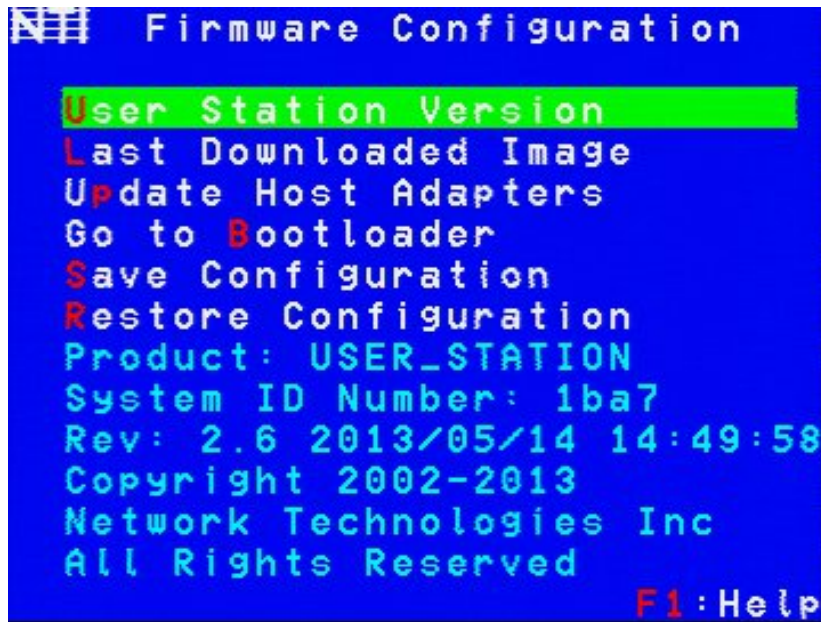 NTI Firmware Configuration
User Station Version
Last Downloaded Image
Update Host Adapters
Go to Bootloader
Save Configuration
Restore Configuration
Product: USER_STATION
System ID Number: 1ba7
Rev: 2.6 2013/05/14 14:49:58
Copyright 2002-2013
Network Technologies Inc
All Rights Reserved
F1:Help